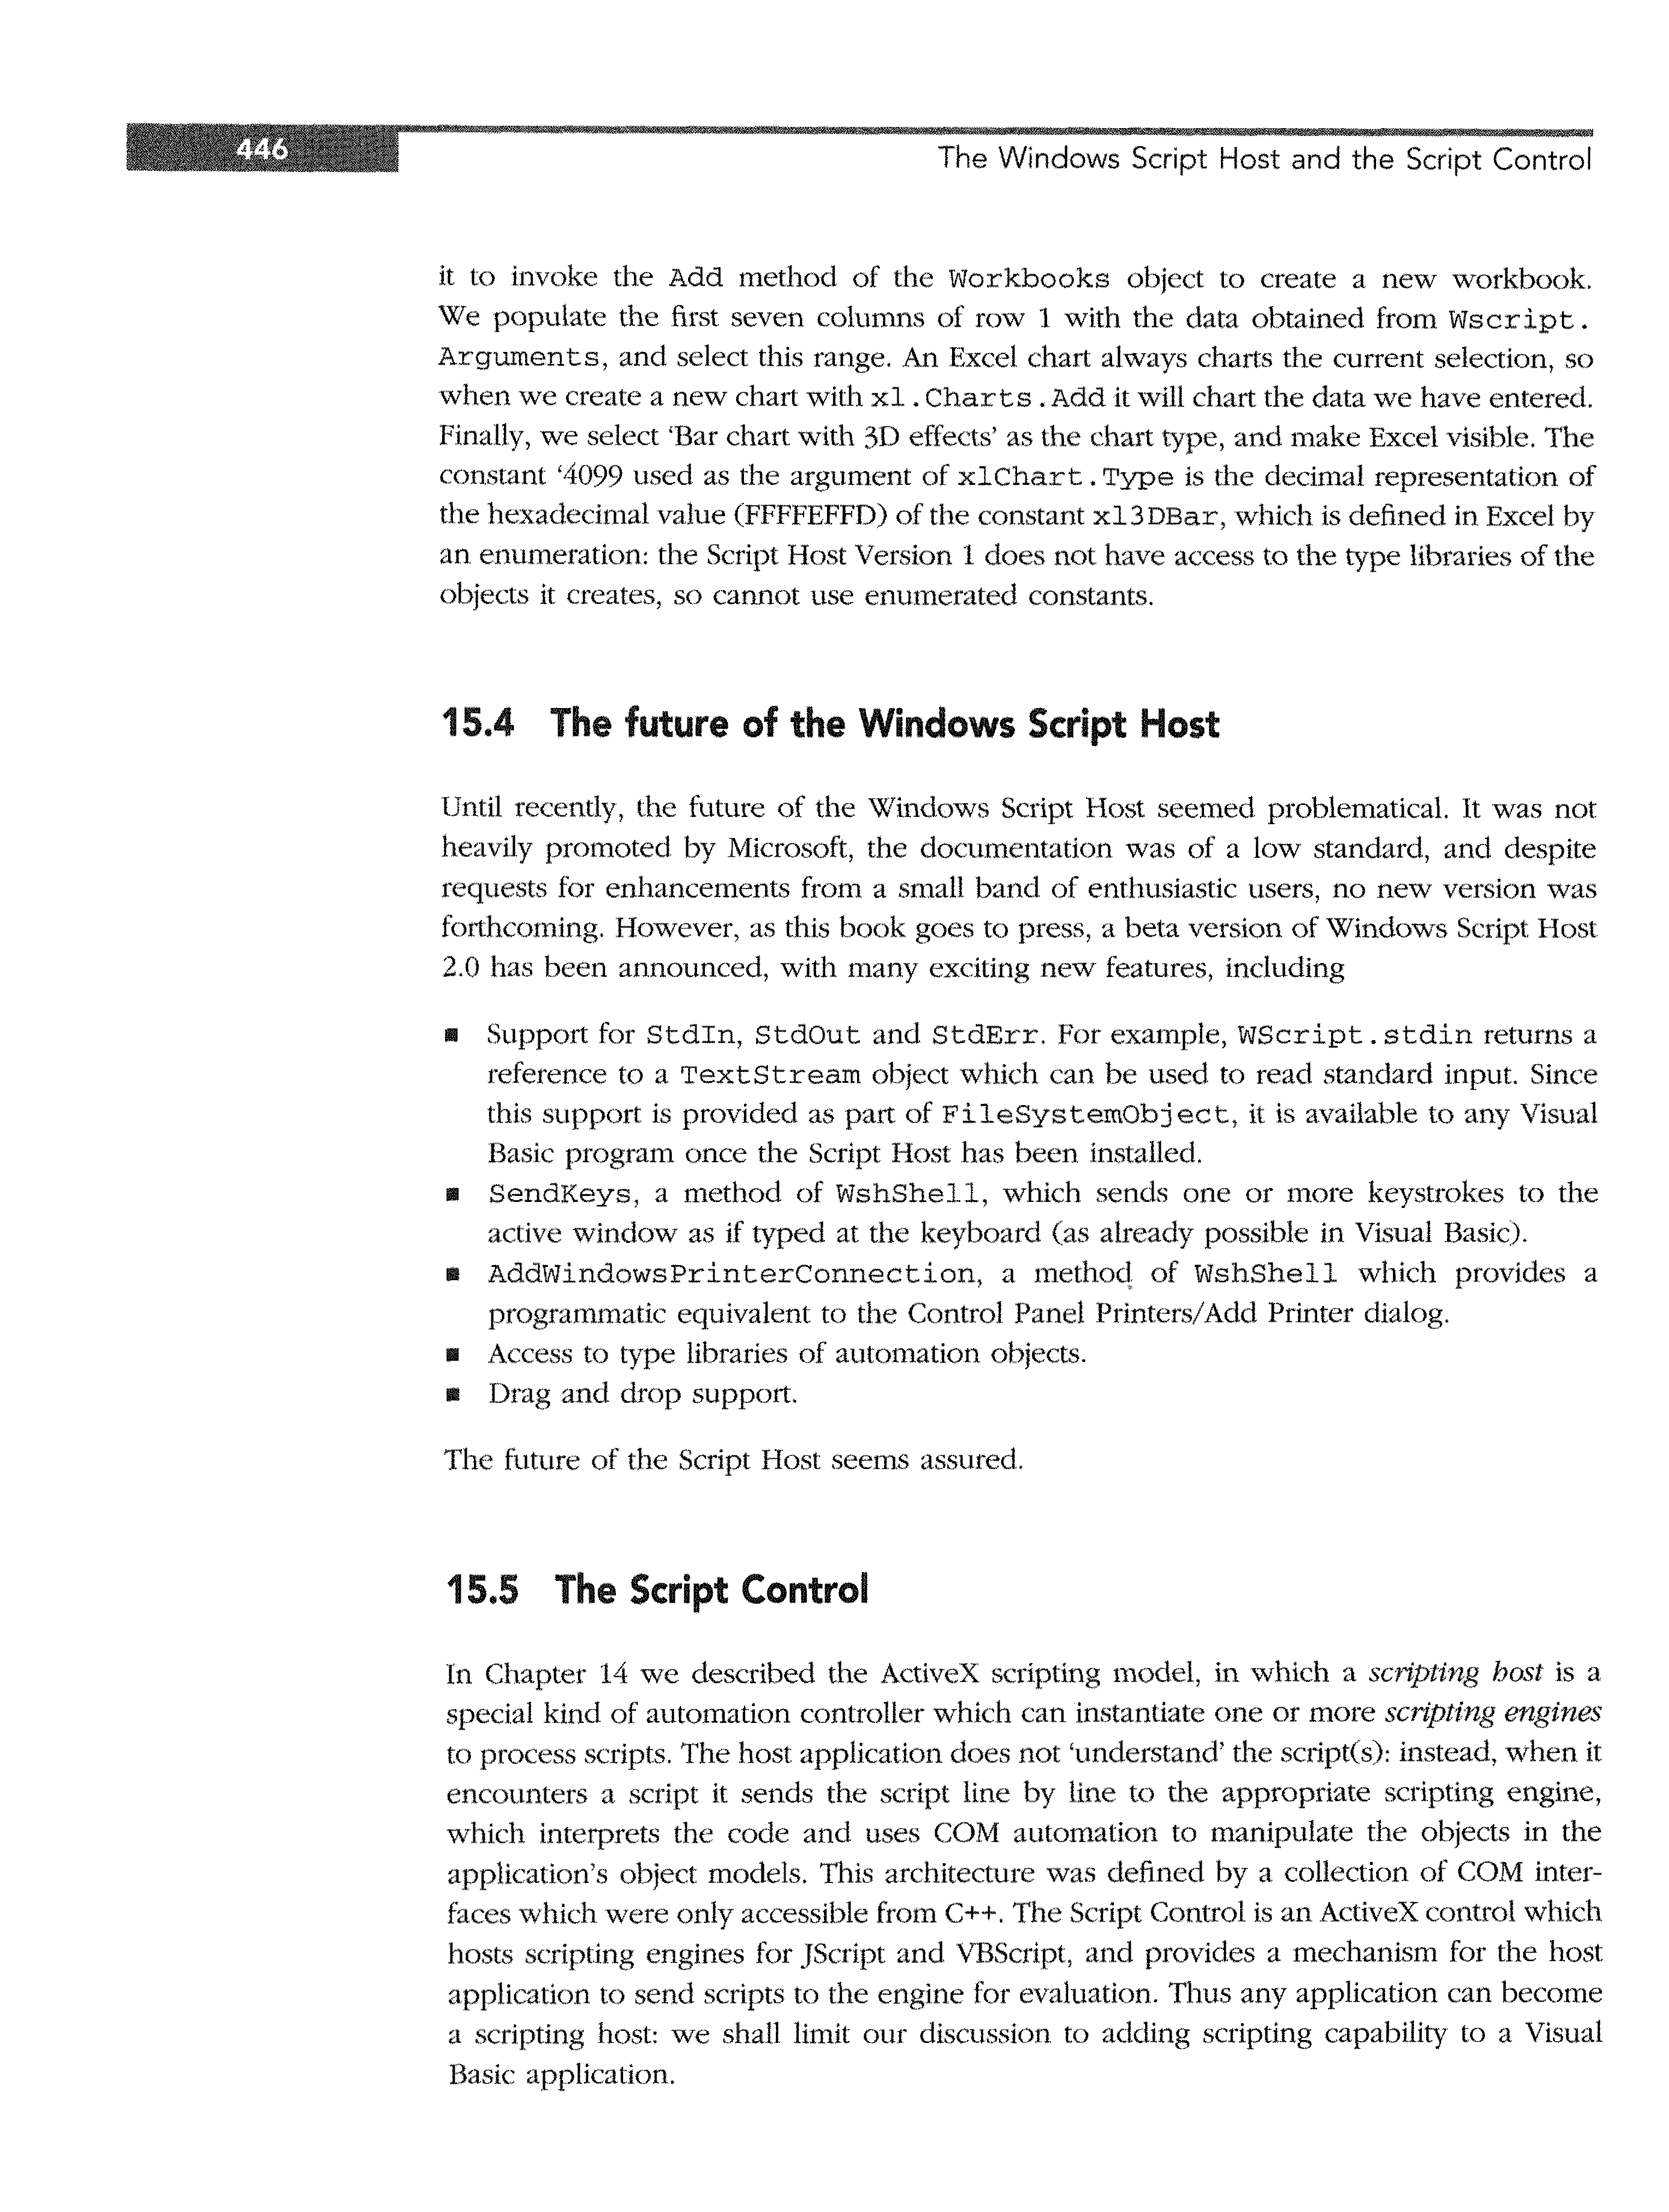 446
The Windows Script Host and the Script Control
it to invoke the Add method of the Workbooks object to create a new workbook.
We populate the first seven columns of row 1 with the data obtained from Wscript.
Arguments, and select this range. An Excel chart always charts the current selection, so
when we create a new chart with xl.Charts.Add it will chart the data we have entered.
Finally, we select ‘Bar chart with 3D effects’ as the chart type, and make Excel visible. The
constant ‘4099 used as the argument of xlChart.Type is the decimal representation of
the hexadecimal value (FFFFEFFD) of the constant xl3DBar, which is defined in Excel by
an enumeration: the Script Host Version 1 does not have access to the type libraries of the
objects it creates, so cannot use enumerated constants.
15.4 The future of the Windows Script Host
Until recently, the future of the Windows Script Host seemed problematical. It was not
heavily promoted by Microsoft, the documentation was of a low standard, and despite
requests for enhancements from a small band of enthusiastic users, no new version was
forthcoming. However, as this book goes to press, a beta version of Windows Script Host
2.0 has been announced, with many exciting new features, including
■ Support for StdIn, StdOut and StdErr. For example, WScript.stdin returns a
reference to a TextStream object which can be used to read standard input. Since
this support is provided as part of FileSystemObject, it is available to any Visual
Basic program once the Script Host has been installed.
■ SendKeys, a method of WshShell, which sends one or more keystrokes to the
active window as if typed at the keyboard (as already possible in Visual Basic).
■ AddWindowsPrinterConnection, a method of WshShell which provides a
programmatic equivalent to the Control Panel Printers/Add Printer dialog.
■ Access to type libraries of automation objects.
■ Drag and drop support.
The future of the Script Host seems assured.
15.5 The Script Control
In Chapter 14 we described the ActiveX scripting model, in which a scripting host is a
special kind of automation controller which can instantiate one or more scripting engines
to process scripts. The host application does not ‘understand’ the script(s): instead, when it
encounters a script it sends the script line by line to the appropriate scripting engine,
which interprets the code and uses COM automation to manipulate the objects in the
application’s object models. This architecture was defined by a collection of COM inter-
faces which were only accessible from C++. The Script Control is an ActiveX control which
hosts scripting engines for JScript and VBScript, and provides a mechanism for the host
application to send scripts to the engine for evaluation. Thus any application can become
a scripting host: we shall limit our discussion to adding scripting capability to a Visual
Basic application.